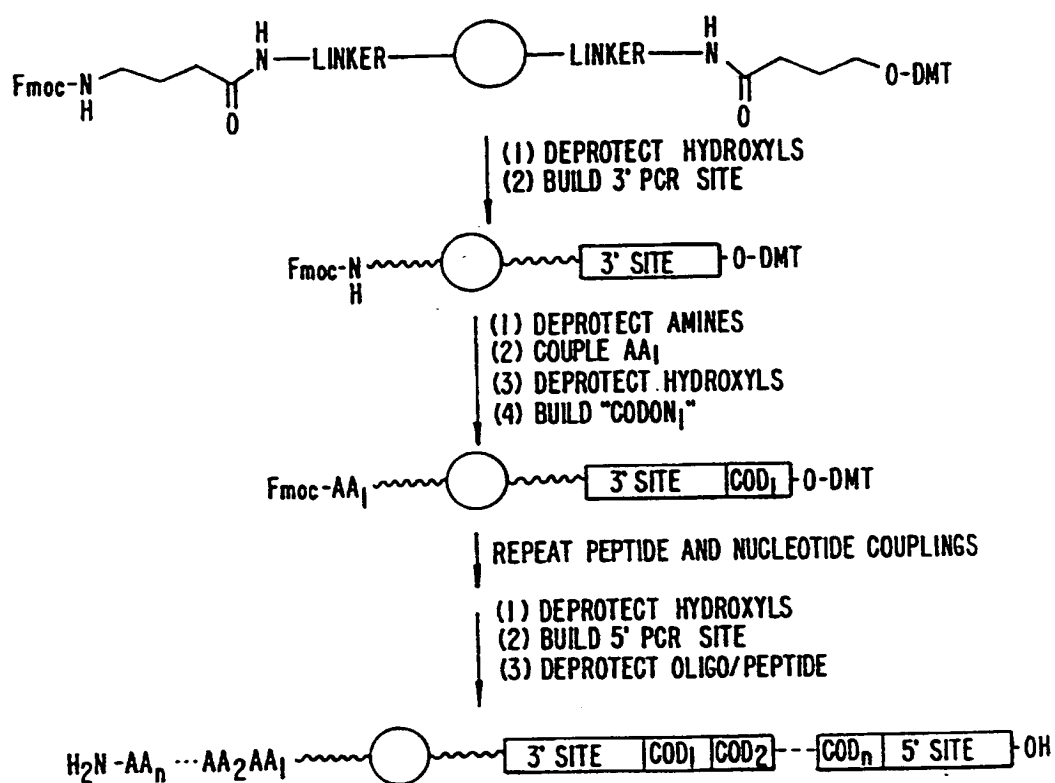 H
N
LINKER
LINKER
H
N
Fmoc-N
H
O
O
O-DMT
(1) DEPROTECT HYDROXYLS
(2) BUILD 3' PCR SITE
Fmoc-N
H
3' SITE
O-DMT
(1) DEPROTECT AMINES
(2) COUPLE AA1
(3) DEPROTECT HYDROXYLS
(4) BUILD "CODON1"
Fmoc-AA1
3' SITE
COD1
O-DMT
REPEAT PEPTIDE AND NUCLEOTIDE COUPLINGS
(1) DEPROTECT HYDROXYLS
(2) BUILD 5' PCR SITE
(3) DEPROTECT OLIGO/PEPTIDE
H2N-AAn ··· AA2AA1
3' SITE
COD1
COD2
---
CODn
5' SITE
OH